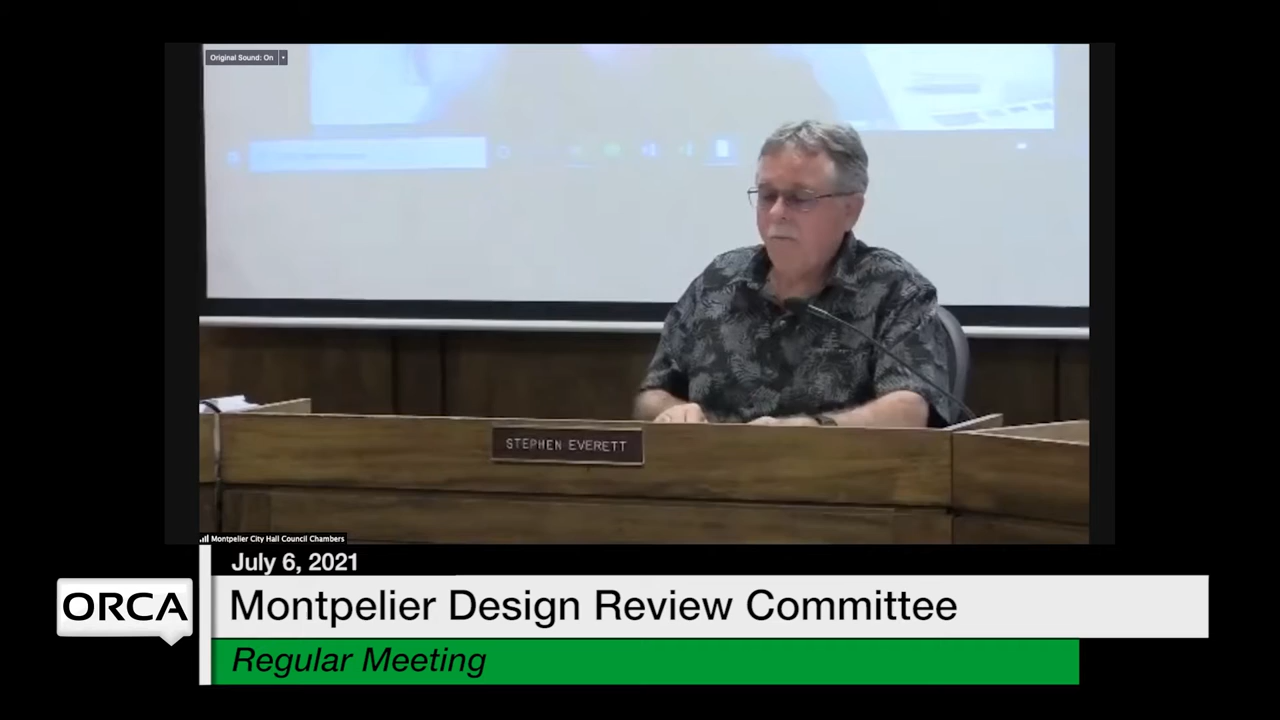 Original Sound: On
STEPHEN EVERETT
Montpelier City Hall Council Chambers
July 6, 2021
ORCA
Montpelier Design Review Committee
Regular Meeting